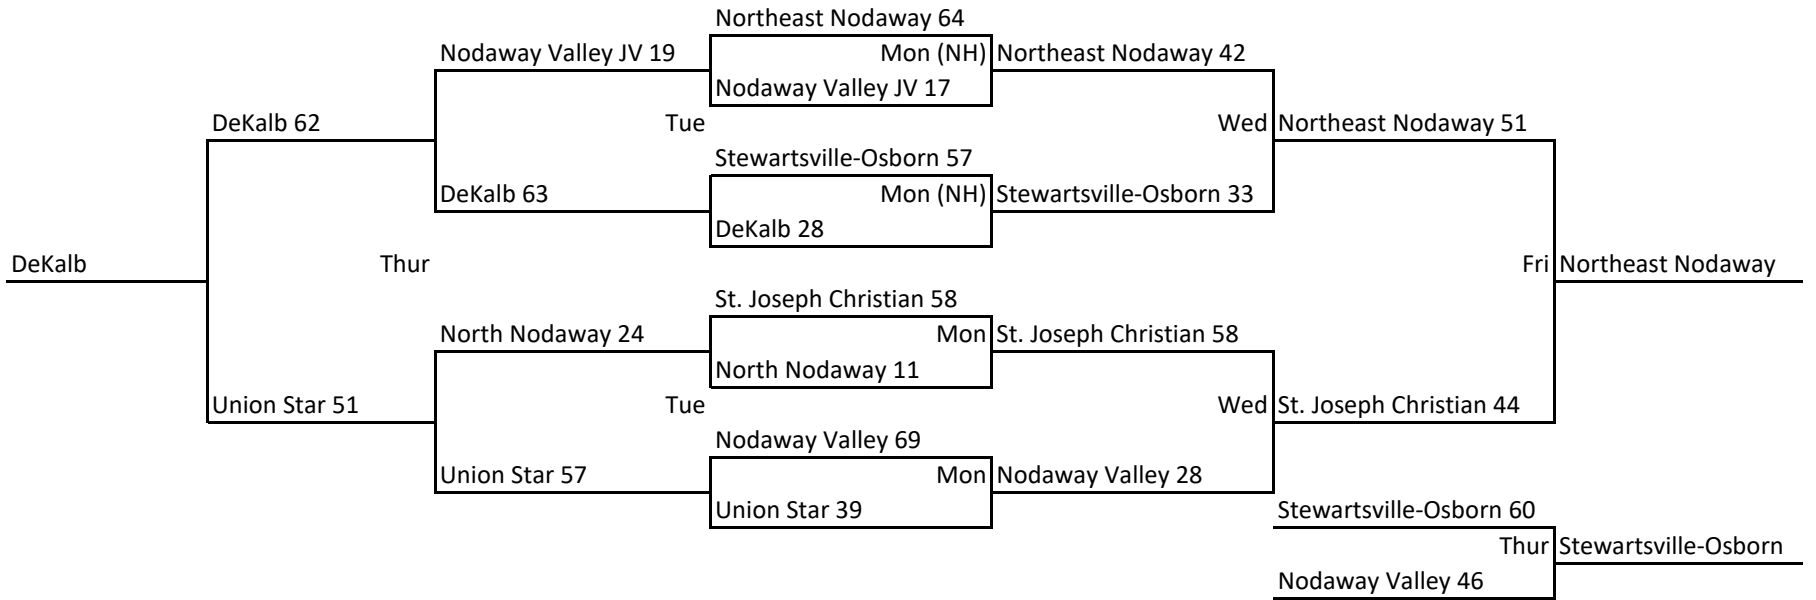 Northeast Nodaway 64
Nodaway Valley JV 19
Mon (NH) Northeast Nodaway 42
Nodaway Valley JV 17
DeKalb 62
Tue
Wed Northeast Nodaway 51
Stewartsville-Osborn 57
DeKalb 63
Mon (NH) Stewartsville-Osborn 33
DeKalb 28
DeKalb
Thur
Fri Northeast Nodaway
St. Joseph Christian 58
North Nodaway 24
Mon St. Joseph Christian 58
North Nodaway 11
Union Star 51
Tue
Wed St. Joseph Christian 44
Nodaway Valley 69
Union Star 57
Mon Nodaway Valley 28
Union Star 39
Stewartsville-Osborn 60
Thur Stewartsville-Osborn
Nodaway Valley 46